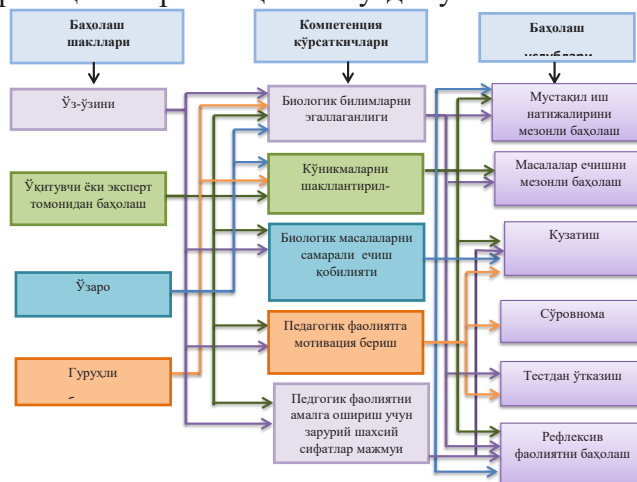 Баҳолаш
шакллари
Компетенция
кўрсаткичлари
Баҳолаш
Ўз-ўзини
Биологик билимларни
эгаллаганлиги
Мустақил иш
натижалирини
мезонли баҳолаш
Ўқитувчи ёки эксперт
томонидан баҳолаш
Кўникмаларни
шакллантирил-
Масалалар ечишни
мезонли баҳолаш
Ўзаро
Биологик масалаларни
самарали ечиш
қобилияти
Кузатиш
Гуруҳли
Педагогик фаолиятга
мотивация бериш
Сўровнома
Тестдан ўтказиш
Педгогик фаолиятни
амалга ошириш учун
зарурий шахсий
сифатлар мажмуи
Рефлексив
фаолиятни баҳолаш